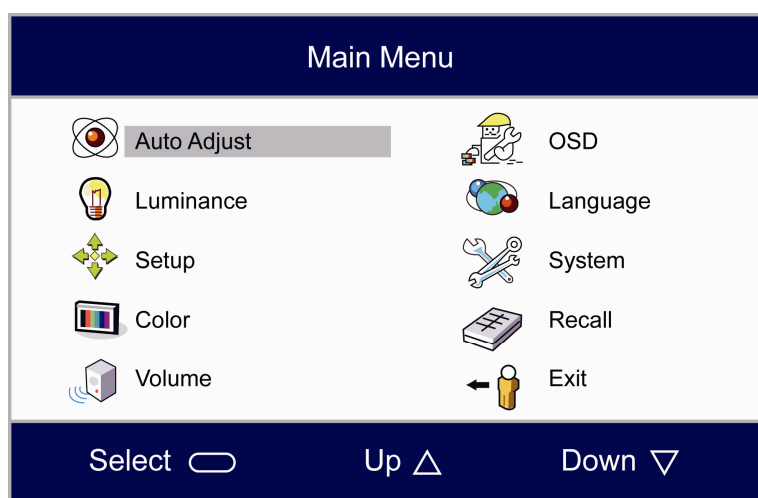 Main Menu
Auto Adjust
OSD
Luminance
Language
Setup
System
Color
Recall
Volume
Exit
Select Up Down